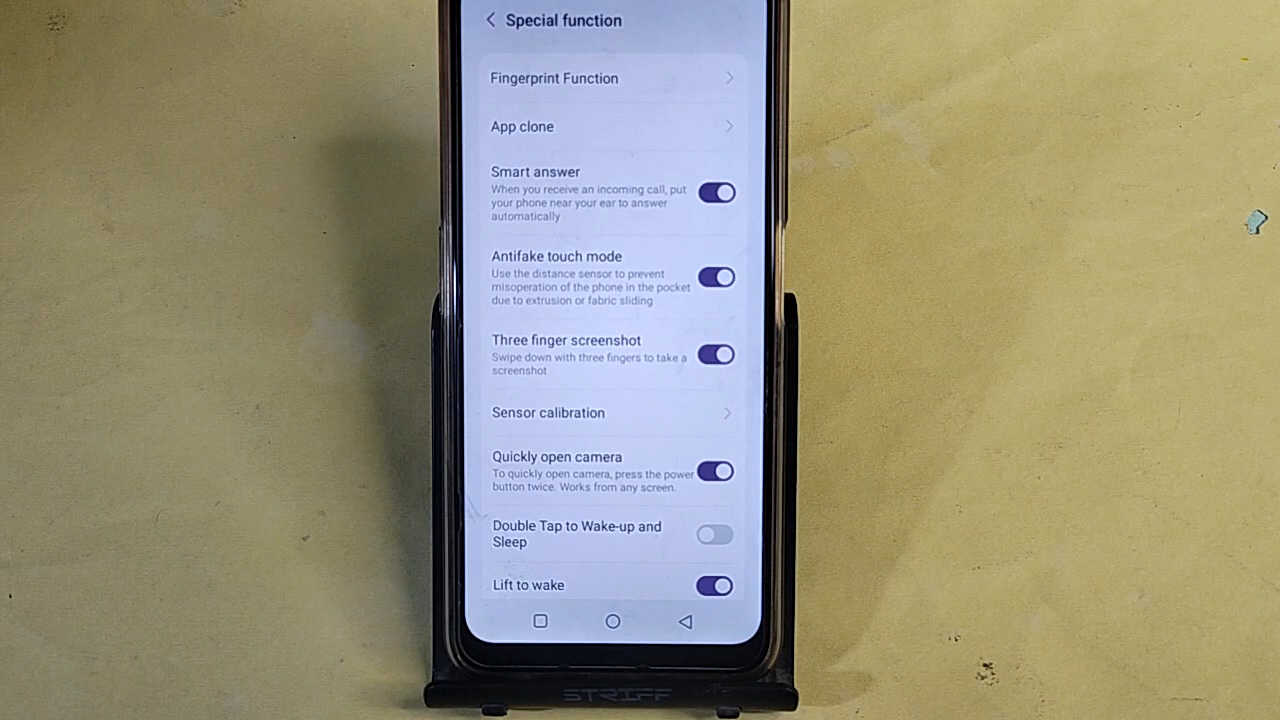 Special function
Fingerprint Function
App clone
Smart answer
When you receive an incoming call, put
your phone near your ear to answer
automatically
Antifake touch mode
Use the distance sensor to prevent
misoperation of the phone in the pocket
due to extrusion or fabric sliding
Three finger screenshot
Swipe down with three fingers to take a
screenshot
Sensor calibration
Quickly open camera
To quickly open camera, press the power
button twice. Works from any screen.
Double Tap to Wake-up and
Sleep
Lift to wake
STRIFF